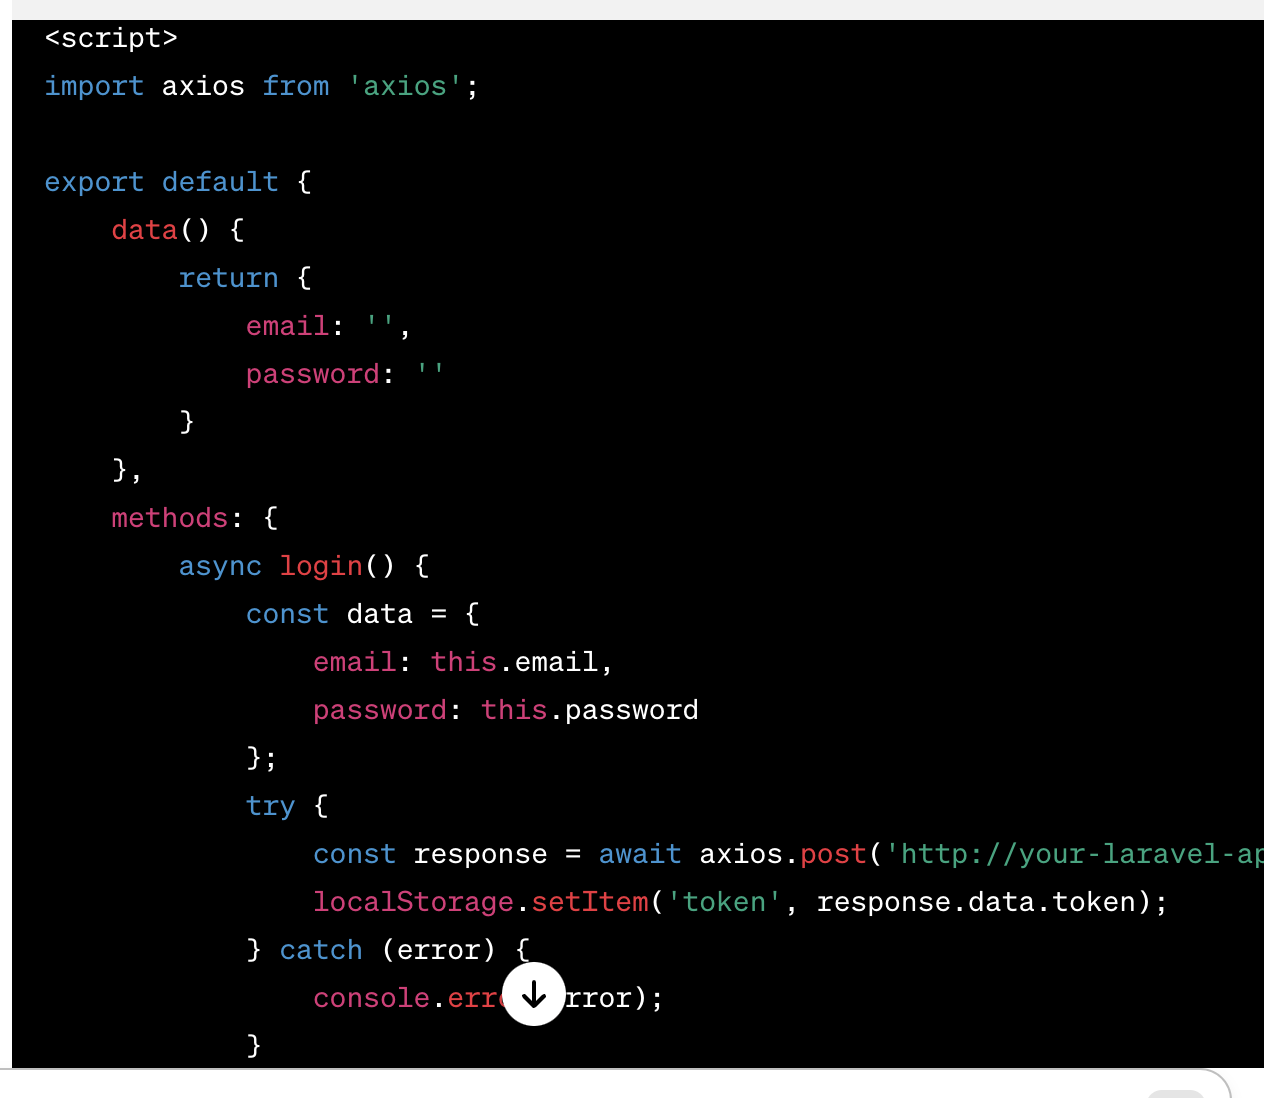 <script>
import axios from 'axios';
export default {
data() {
return {
email: '',
password: ''
}
},
methods: {
async login() {
const data = {
email: this.email,
password: this.password
};
try {
const response = await axios.post('http://your-laravel-ap
localStorage.setItem('token', response.data.token);
} catch (error) {
console.err rror);
}